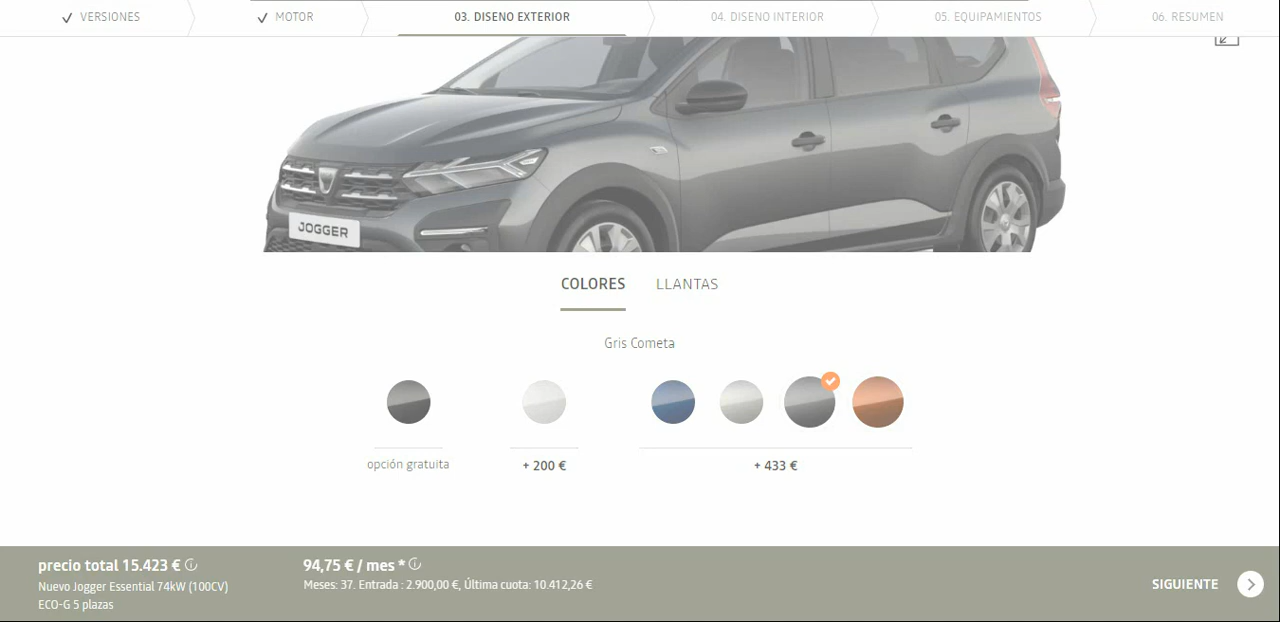 VERSIONES
MOTOR
03. DISENO EXTERIOR
04. DISENO INTERIOR
05. EQUIPAMIENTOS
06. RESUMEN
JOGGER
COLORES
LLANTAS
Gris Cometa
opción gratuita
+ 200 €
+ 433 €
precio total 15.423 €
Nuevo Jogger Essential 74kW (100CV)
ECO-G 5 plazas
94,75 € / mes *
Meses: 37. Entrada : 2.900,00 €, Última cuota: 10.412,26 €
SIGUIENTE